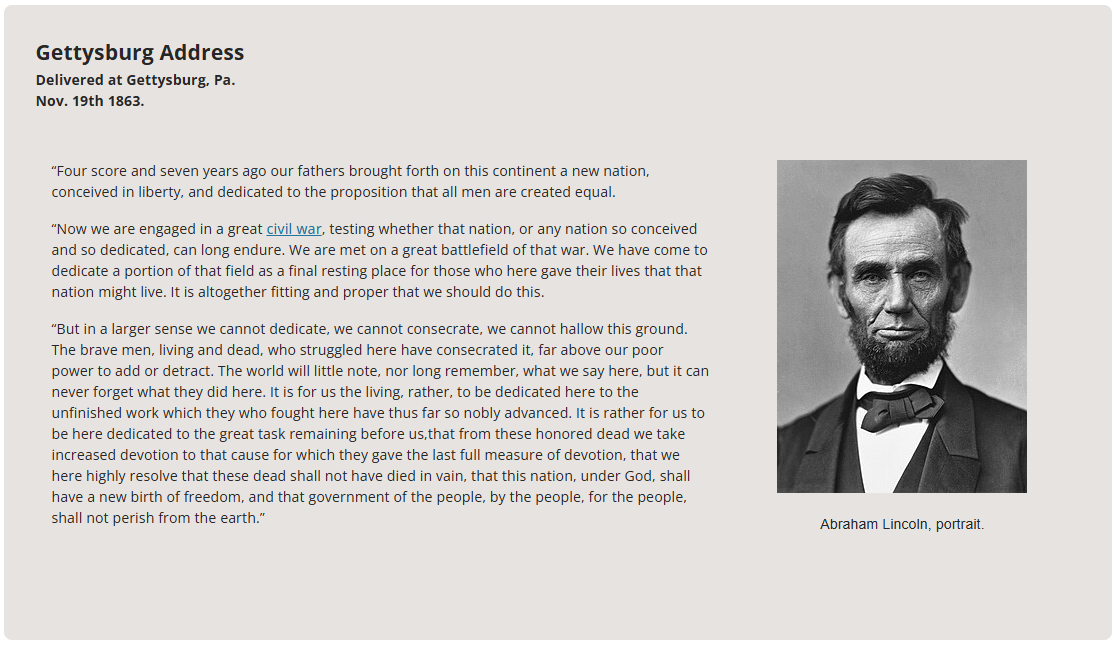 Gettysburg Address
Delivered at Gettysburg, Pa.
Nov. 19th 1863.
“Four score and seven years ago our fathers brought forth on this continent a new nation,
conceived in liberty, and dedicated to the proposition that all men are created equal.
“Now we are engaged in a great civil war, testing whether that nation, or any nation so conceived
and so dedicated, can long endure. We are met on a great battlefield of that war. We have come to
dedicate a portion of that field as a final resting place for those who here gave their lives that that
nation might live. It is altogether fitting and proper that we should do this.
“But in a larger sense we cannot dedicate, we cannot consecrate, we cannot hallow this ground.
The brave men, living and dead, who struggled here have consecrated it, far above our poor
power to add or detract. The world will little note, nor long remember, what we say here, but it can
never forget what they did here. It is for us the living, rather, to be dedicated here to the
unfinished work which they who fought here have thus far so nobly advanced. It is rather for us to
be here dedicated to the great task remaining before us,that from these honored dead we take
increased devotion to that cause for which they gave the last full measure of devotion, that we
here highly resolve that these dead shall not have died in vain, that this nation, under God, shall
have a new birth of freedom, and that government of the people, by the people, for the people,
shall not perish from the earth.”
Abraham Lincoln, portrait.